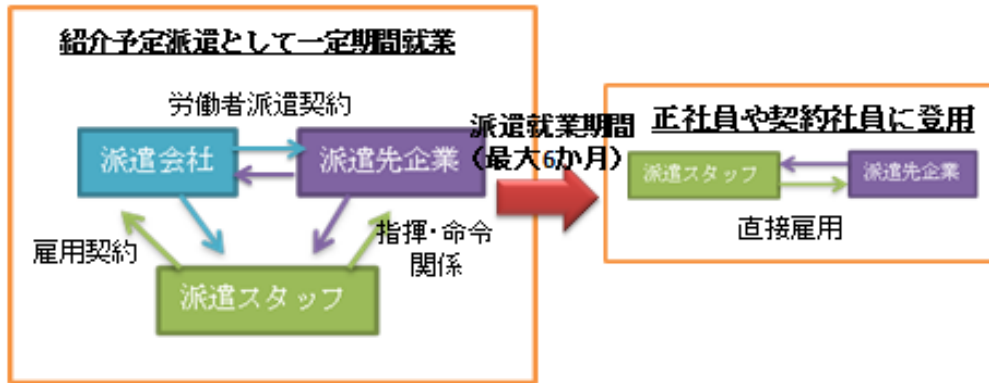 紹介予定派遣として一定期間就業
労働者派遣契約
派遣会社
派遣先企業
雇用契約
指揮・命令
関係
派遣スタッフ
派遣就業期間
（最大6か月）
正社員や契約社員に登用
派遣スタッフ
派遣先企業
直接雇用